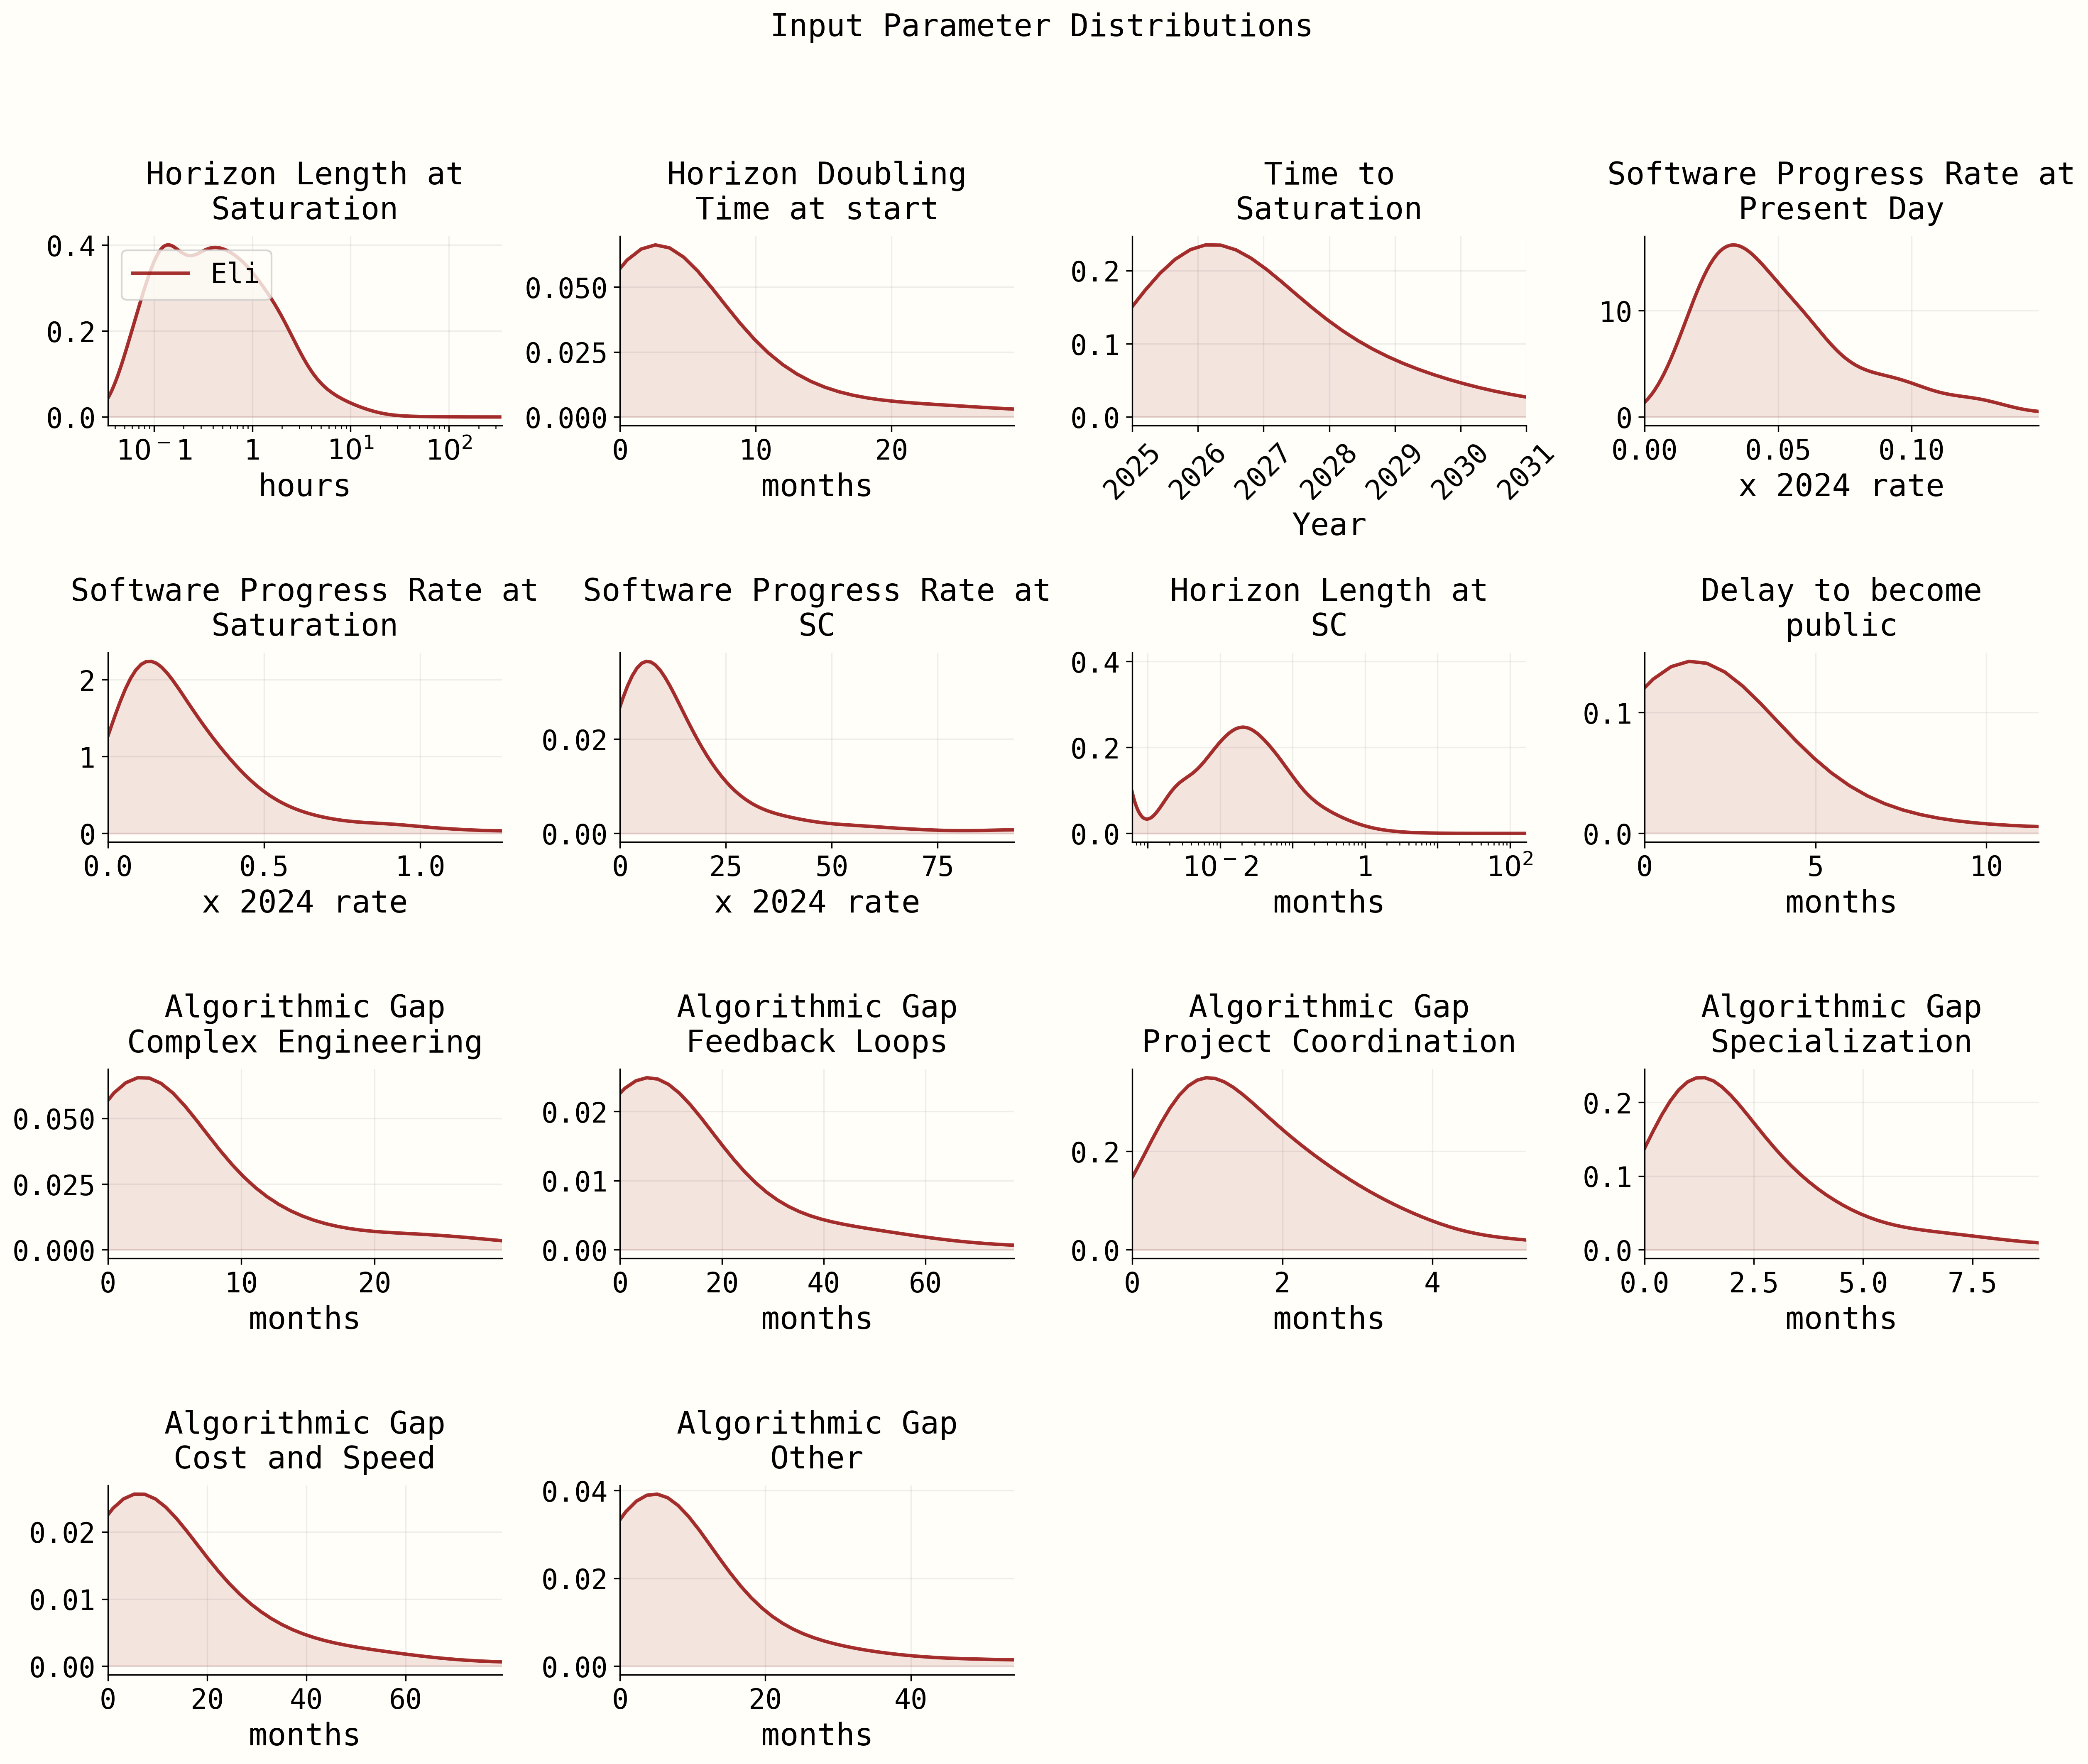 Input Parameter Distributions
Horizon Length at
Saturation
0.4
0.2
0.0
Eli
10⁻1 1 10¹ 10²
hours
Horizon Doubling
Time at start
0.050
0.025
0.000
0 10 20
months
Time to
Saturation
0.2
0.1
0.0
2025 2026 2027 2028 2029 2030 2031
Year
Software Progress Rate at
Present Day
10
0
0.00 0.05 0.10
x 2024 rate
Software Progress Rate at
Saturation
2
1
0
0.0 0.5 1.0
x 2024 rate
Software Progress Rate at
SC
0.02
0.00
0 25 50 75
x 2024 rate
Horizon Length at
SC
0.4
0.2
0.0
10⁻2 1 10²
months
Delay to become
public
0.1
0.0
0 5 10
months
Algorithmic Gap
Complex Engineering
0.050
0.025
0.000
0 10 20
months
Algorithmic Gap
Feedback Loops
0.02
0.01
0.00
0 20 40 60
months
Algorithmic Gap
Project Coordination
0.2
0.0
0 2 4
months
Algorithmic Gap
Specialization
0.2
0.1
0.0
0.0 2.5 5.0 7.5
months
Algorithmic Gap
Cost and Speed
0.02
0.01
0.00
0 20 40 60
months
Algorithmic Gap
Other
0.04
0.02
0.00
0 20 40
months